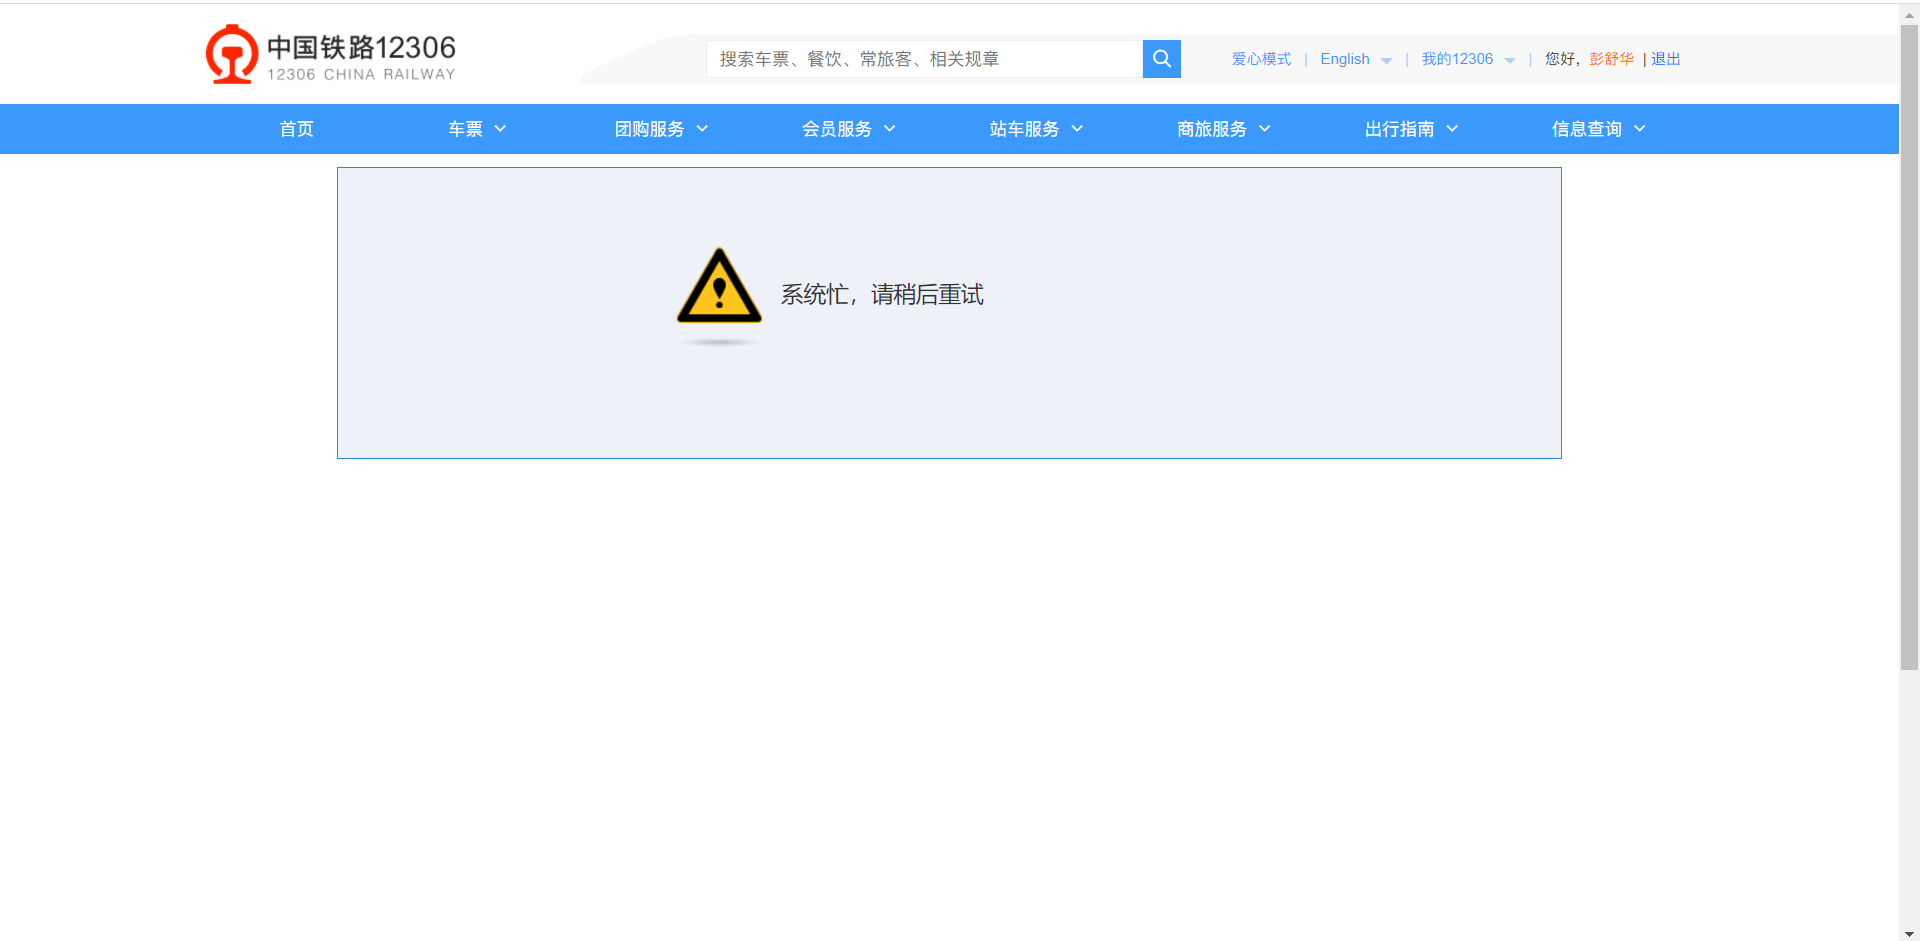 中国铁路12306
12306 CHINA RAILWAY
搜索车票、餐饮、常旅客、相关规章
爱心模式 | English | 我的12306 | 您好，彭舒华 | 退出
首页 车票 团购服务 会员服务 站车服务 商旅服务 出行指南 信息查询
系统忙，请稍后重试